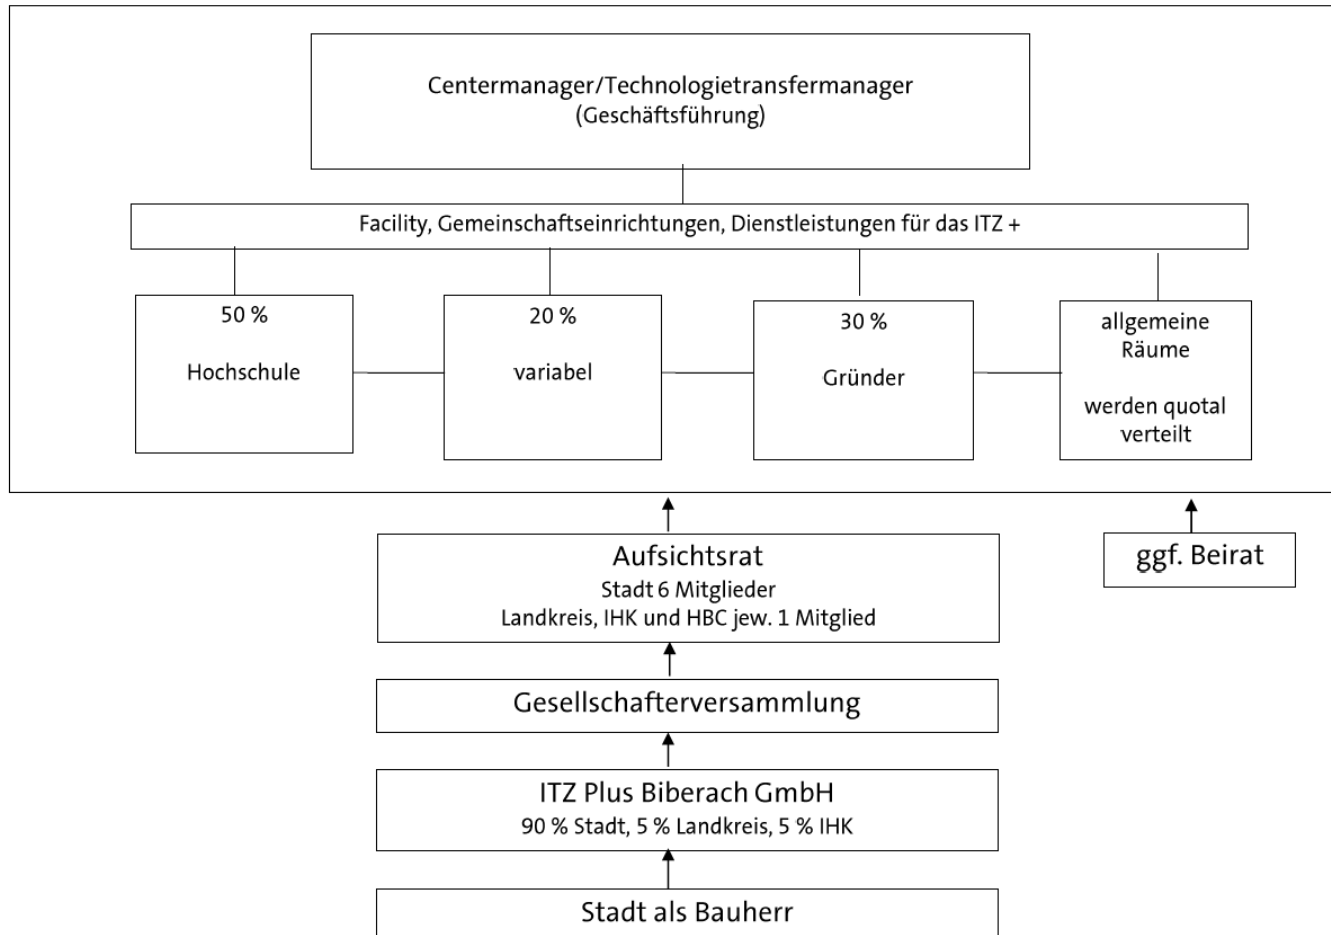 Centermanager/Technologietransfermanager
(Geschäftsführung)
Facility, Gemeinschaftseinrichtungen, Dienstleistungen für das ITZ +
50 %
Hochschule
20 %
variabel
30 %
Gründer
allgemeine
Räume
werden quotal
verteilt
Aufsichtsrat
Stadt 6 Mitglieder
Landkreis, IHK und HBC jew. 1 Mitglied
ggf. Beirat
Gesellschafterversammlung
ITZ Plus Biberach GmbH
90 % Stadt, 5 % Landkreis, 5 % IHK
Stadt als Bauherr